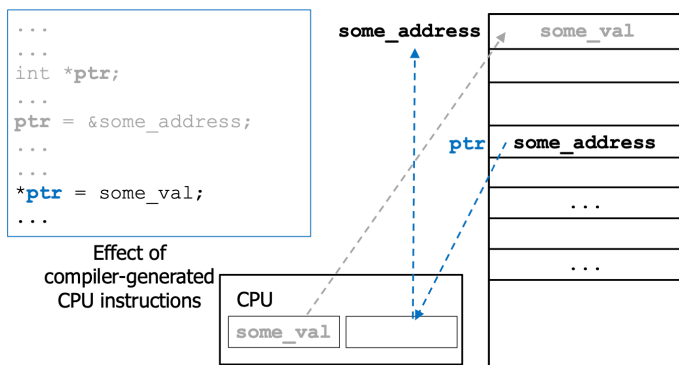 ...
...
int *ptr;
...
ptr = &some_address;
...
...
*ptr = some_val;
...
Effect of
compiler-generated
CPU instructions
some_address
some_val
ptr
some_address
...
...
CPU
some_val